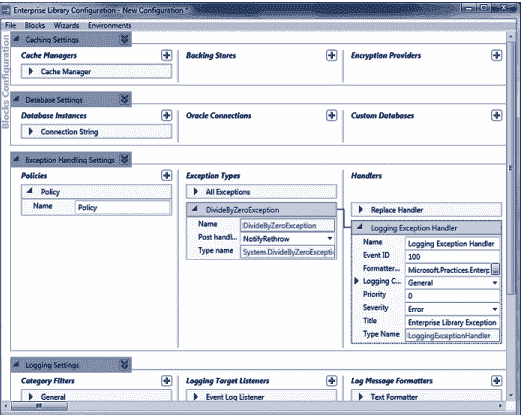 Enterprise Library Configuration - New Configuration *
File Blocks Wizards Environments
Blocks Configuration
Caching Settings
Cache Managers
Backing Stores
Encryption Providers
Cache Manager
Database Settings
Database Instances
Oracle Connections
Custom Databases
Connection String
Exception Handling Settings
Policies
Exception Types
Handlers
Policy
All Exceptions
Name Policy
DivideByZeroException
Replace Handler
Name DivideByZeroException
Logging Exception Handler
Post handl... NotifyRethrow
Name Logging Exception Handler
Type name System.DivideByZeroExcepti
Event ID 100
Formatter... Microsoft.Practices.Enterp
Logging C... General
Priority 0
Severity Error
Title Enterprise Library Exception
Type Name LoggingExceptionHandler
Logging Settings
Category Filters
Logging Target Listeners
Log Message Formatters
General
Event Log Listener
Text Formatter